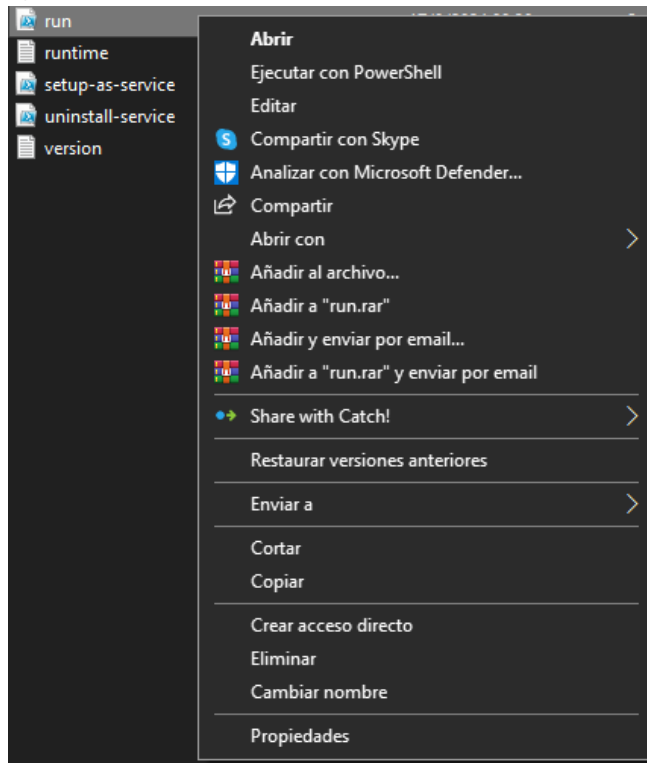 run
runtime
setup-as-service
uninstall-service
version
Abrir
Ejecutar con PowerShell
Editar
Compartir con Skype
Analizar con Microsoft Defender...
Compartir
Abrir con
Añadir al archivo...
Añadir a "run.rar"
Añadir y enviar por email...
Añadir a "run.rar" y enviar por email
Share with Catch!
Restaurar versiones anteriores
Enviar a
Cortar
Copiar
Crear acceso directo
Eliminar
Cambiar nombre
Propiedades